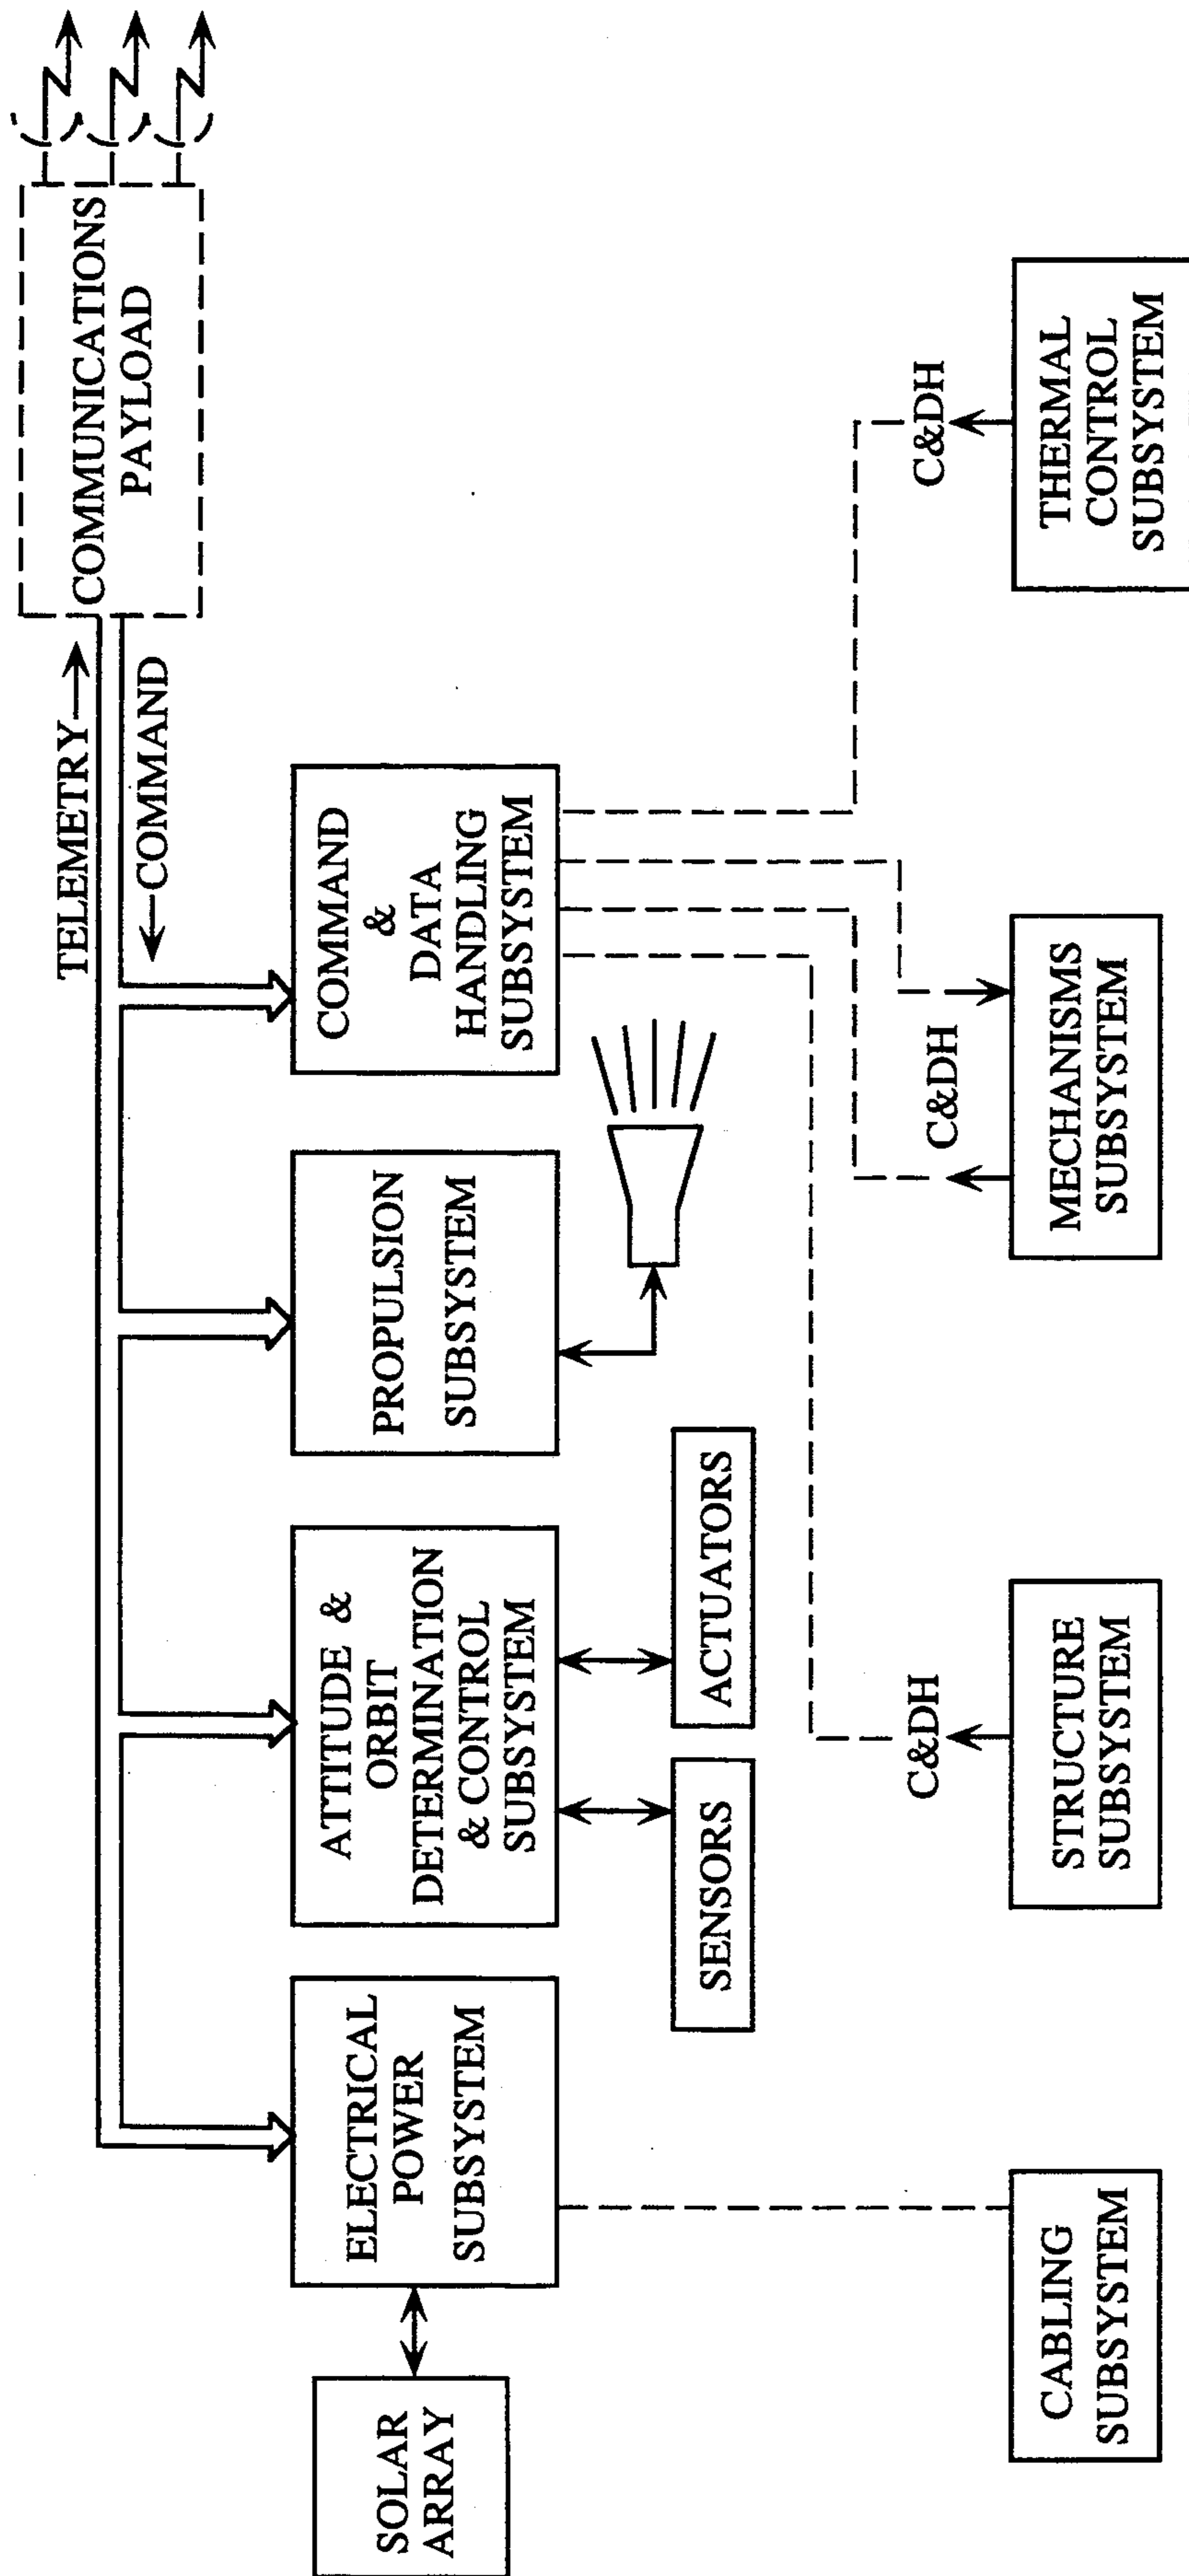 COMMUNICATIONS
PAYLOAD
TELEMETRY
COMMAND
SOLAR
ARRAY
ELECTRICAL
POWER
SUBSYSTEM
ATTITUDE &
ORBIT
DETERMINATION
& CONTROL
SUBSYSTEM
PROPULSION
SUBSYSTEM
COMMAND
&
DATA
HANDLING
SUBSYSTEM
SENSORS
ACTUATORS
C&DH
C&DH
C&DH
CABLING
SUBSYSTEM
STRUCTURE
SUBSYSTEM
MECHANISMS
SUBSYSTEM
THERMAL
CONTROL
SUBSYSTEM